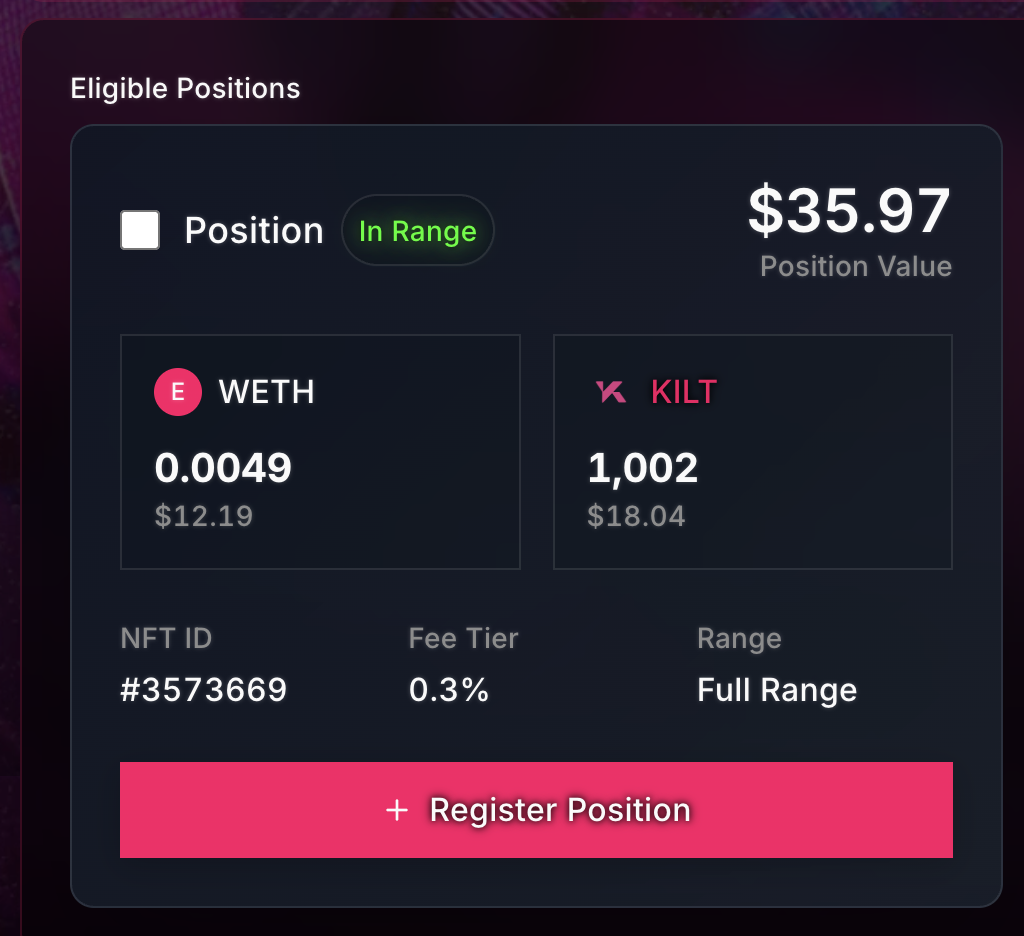 Eligible Positions
Position
In Range
$35.97
Position Value
E WETH
0.0049
$12.19
KILT
1,002
$18.04
NFT ID
#3573669
Fee Tier
0.3%
Range
Full Range
+ Register Position